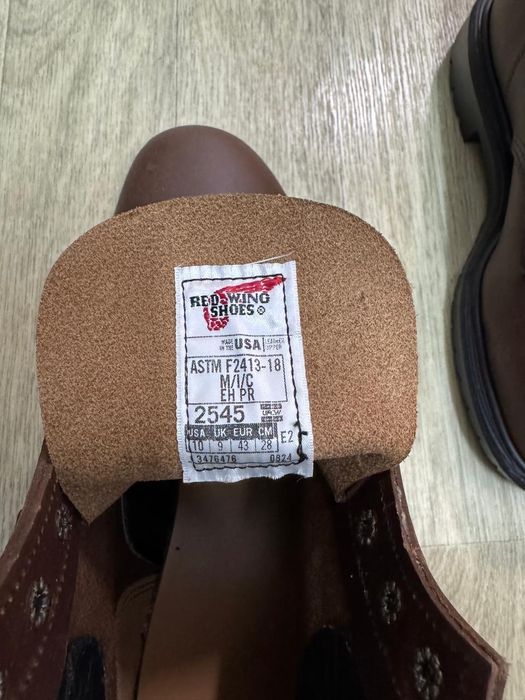 RED WING
SHOES®
MADE IN THE USA LEATHER UPPER
ASTM F2413-18
M/I/C
EH PR
2545
USA UK EUR CM
10 9 43 28 E2
3476476 0824